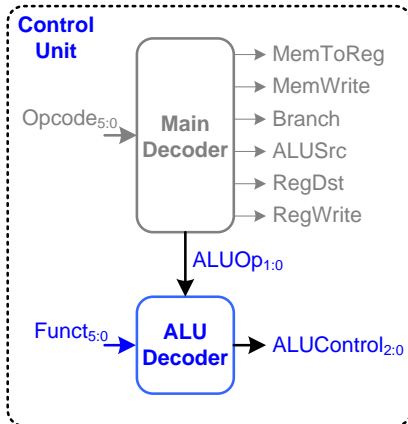 Control
Unit
MemToReg
MemWrite
Opcode5:0
Main
Decoder
Branch
ALUSrc
RegDst
RegWrite
ALUOp1:0
Funct5:0
ALU
Decoder
ALUControl2:0